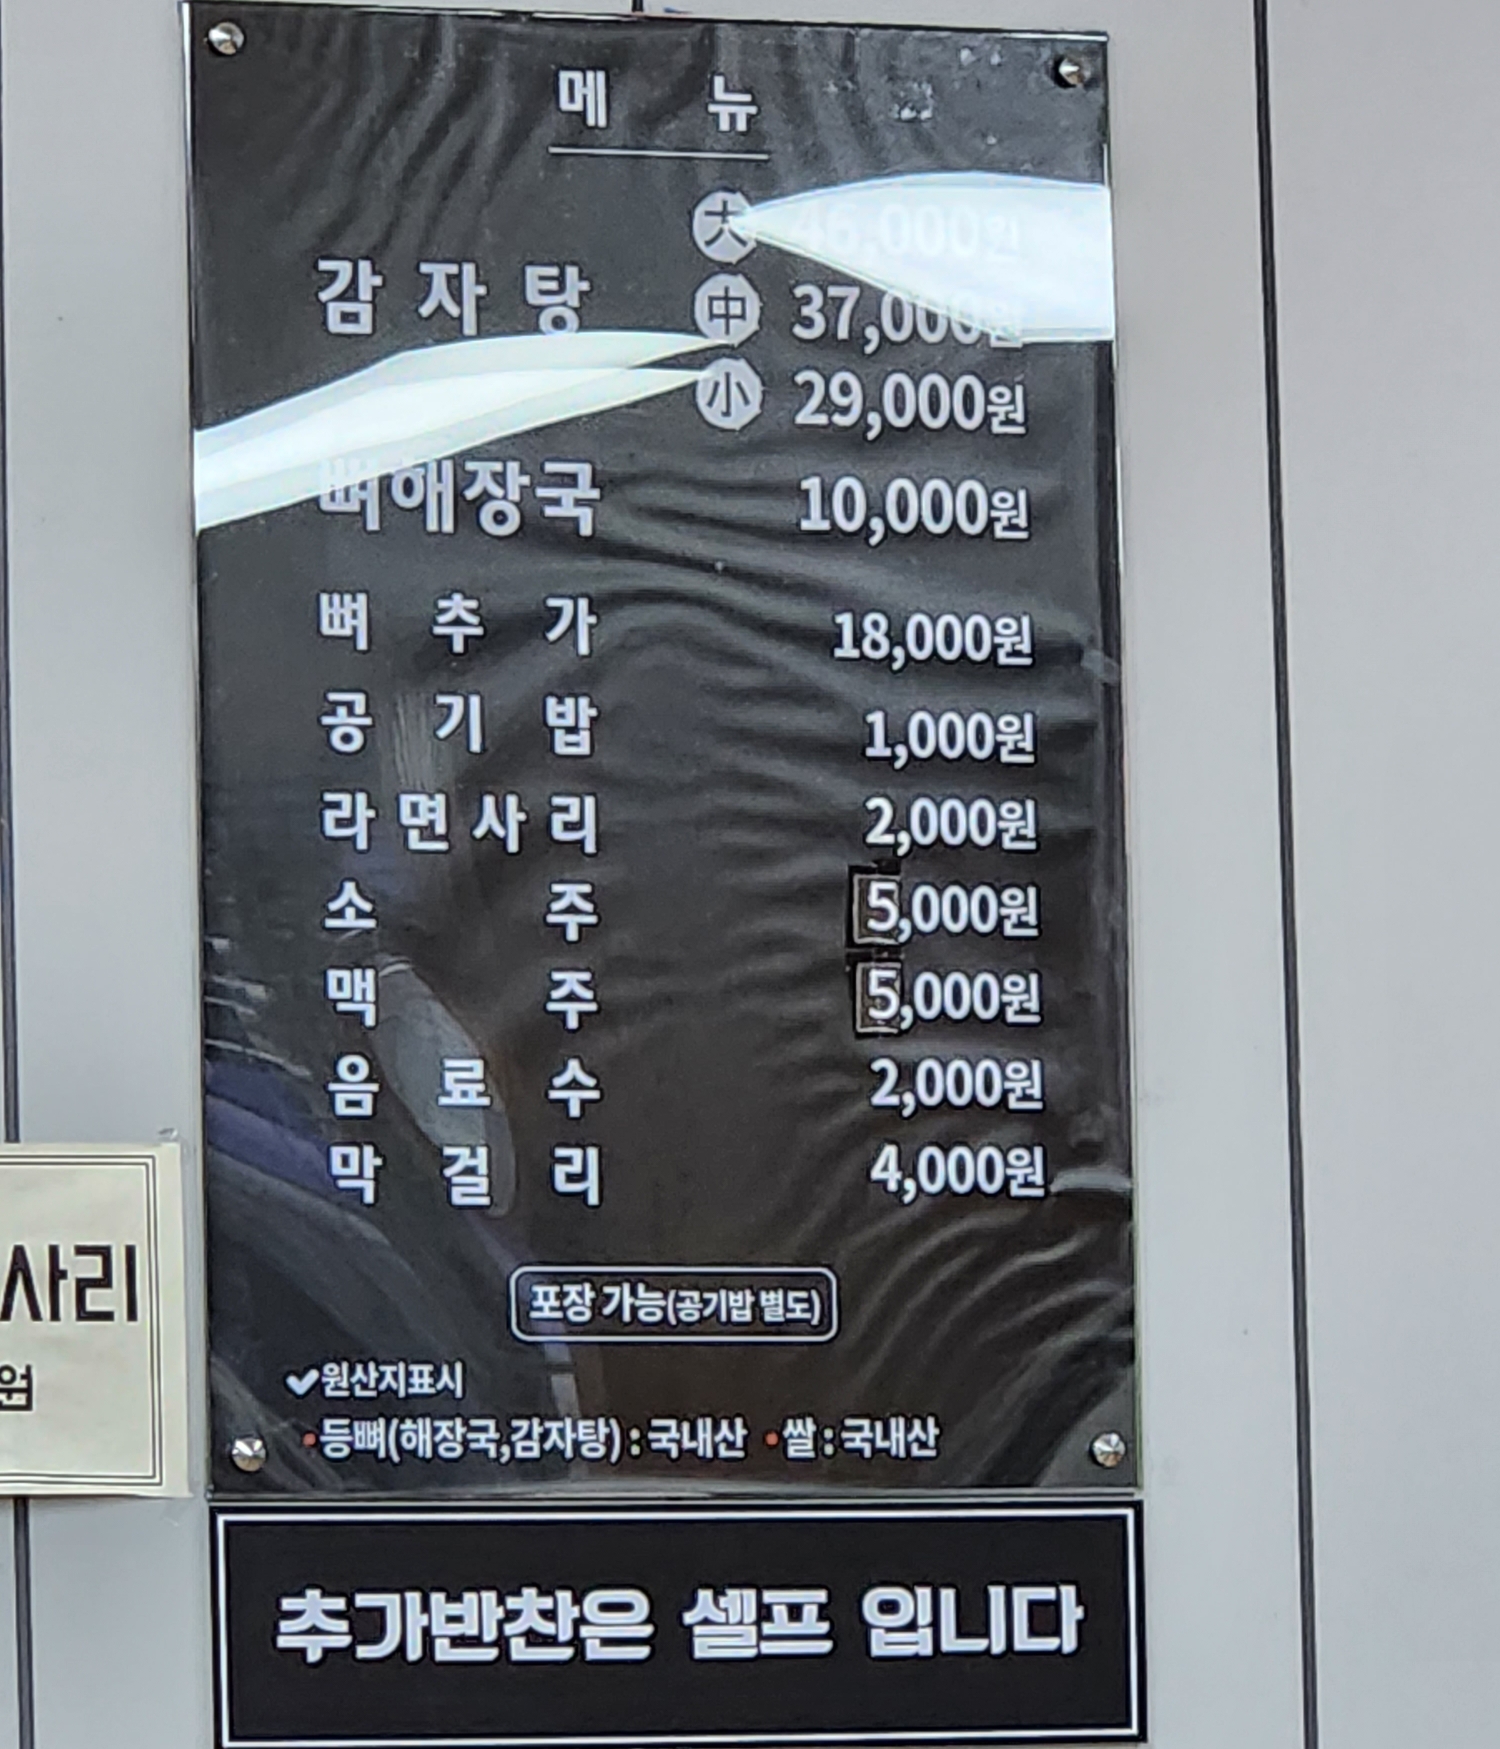 메 뉴
大 46,000원
감 자 탕 中 37,000원
小 29,000원
뼈해장국 10,000원
뼈 추 가 18,000원
공 기 밥 1,000원
라 면 사 리 2,000원
소 주 5,000원
맥 주 5,000원
음 료 수 2,000원
막 걸 리 4,000원
포장 가능(공기밥 별도)
✔원산지표시
•등뼈(해장국,감자탕) : 국내산 •쌀 : 국내산
추가반찬은 셀프 입니다
사리
원